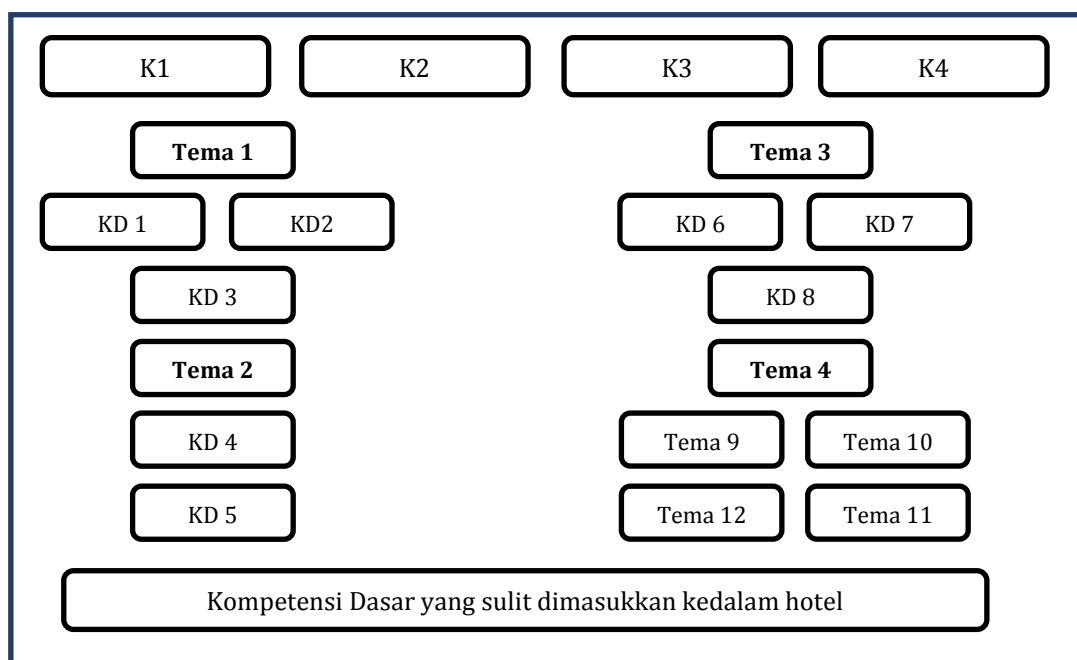 K1
K2
K3
K4
Tema 1
Tema 3
KD 1
KD2
KD 6
KD 7
KD 3
KD 8
Tema 2
Tema 4
KD 4
Tema 9
Tema 10
KD 5
Tema 12
Tema 11
Kompetensi Dasar yang sulit dimasukkan kedalam hotel